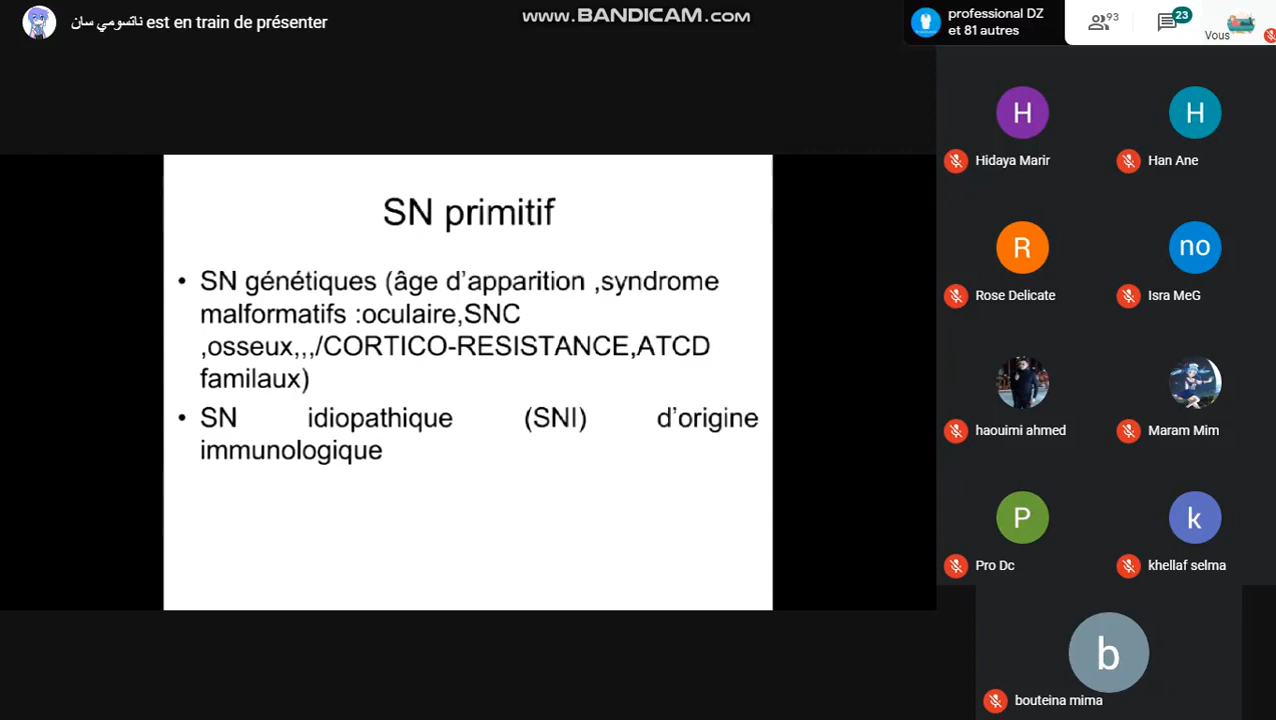 ناتسومي سان est en train de présenter
WWW.BANDICAM.COM
professional DZ
et 81 autres
93
23
Vous
SN primitif
• SN génétiques (âge d'apparition ,syndrome
malformatifs :oculaire,SNC
,osseux,,,/CORTICO-RESISTANCE,ATCD
familaux)
• SN idiopathique (SNI) d'origine
immunologique
H
Hidaya Marir
H
Han Ane
R
Rose Delicate
no
Isra MeG
haouimi ahmed
Maram Mim
P
Pro Dc
k
khellaf selma
b
bouteina mima